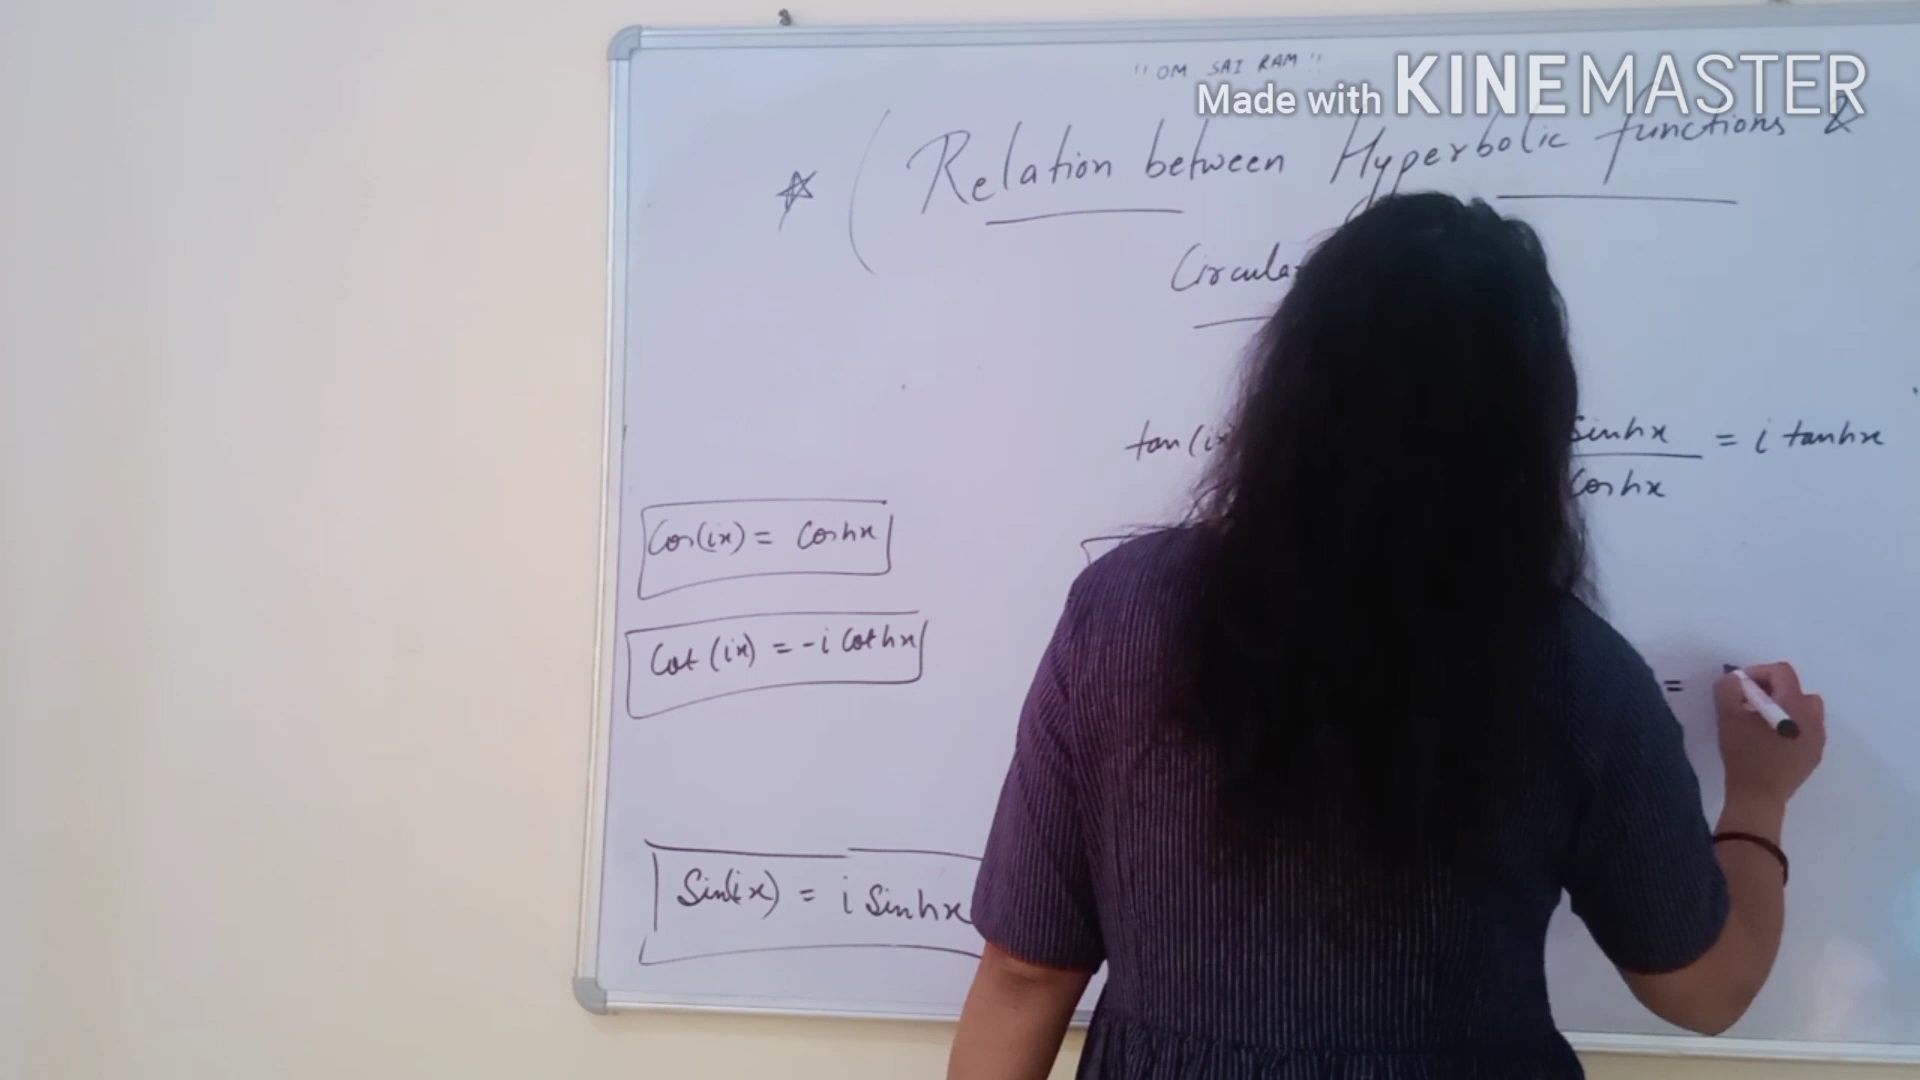 "OM SAI RAM"
Made with KINEMASTER
Relation between Hyperbolic functions &
Circular
tan(ix) sinhx/coshx = i tanhx
Cos(ix) = Coshx
Cot (ix) = -i Cothx
=
Sin(ix) = i Sinhx